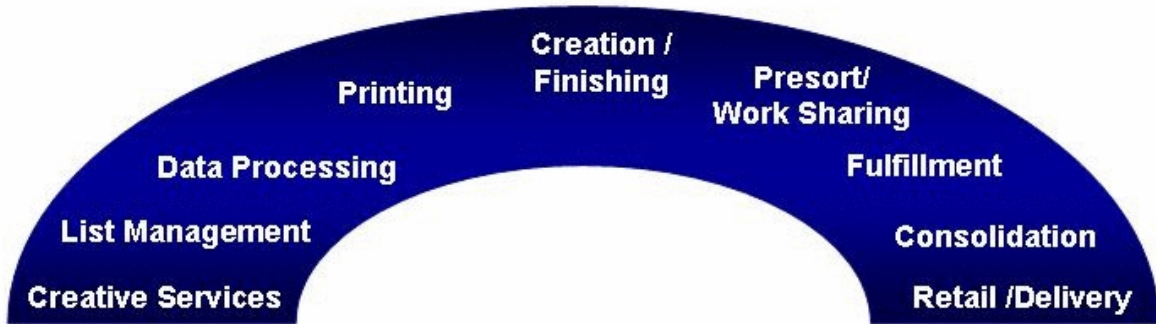 Creative Services
List Management
Data Processing
Printing
Creation /
Finishing
Presort/
Work Sharing
Fulfillment
Consolidation
Retail /Delivery